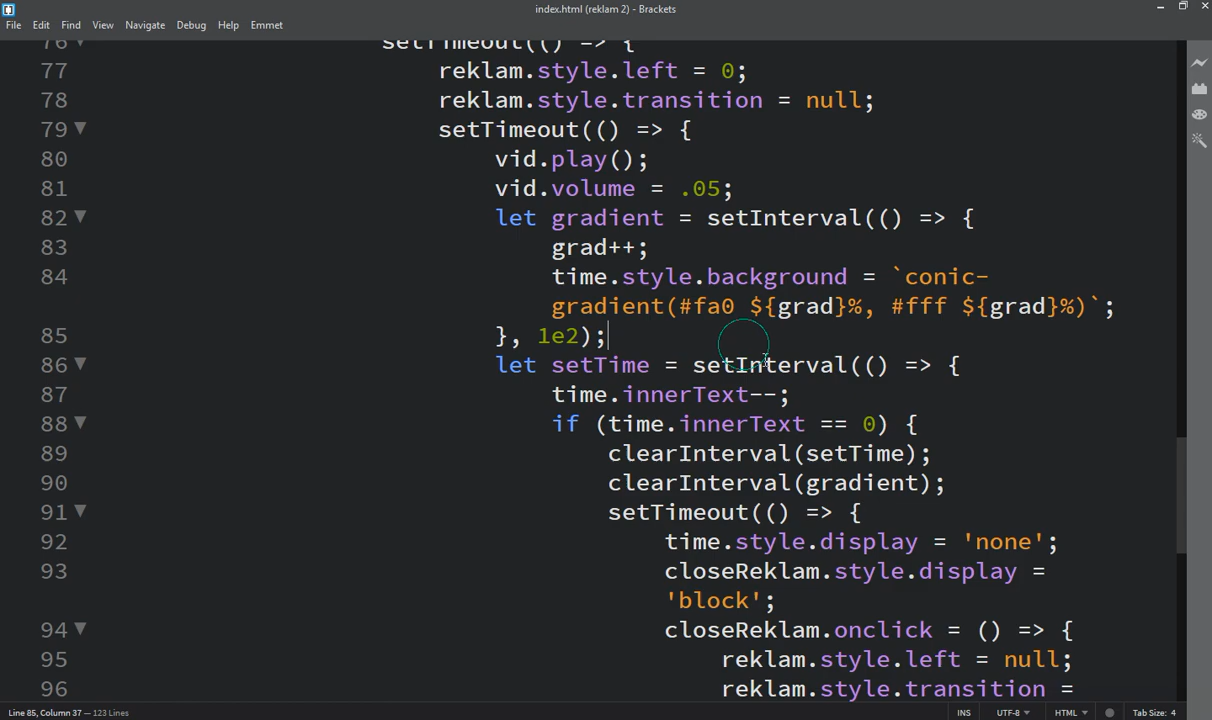 index.html (reklam 2) - Brackets
File Edit Find View Navigate Debug Help Emmet
76 setTimeout(() => {
77 reklam.style.left = 0;
78 reklam.style.transition = null;
79 setTimeout(() => {
80 vid.play();
81 vid.volume = .05;
82 let gradient = setInterval(() => {
83 grad++;
84 time.style.background = `conic-
gradient(#fa0 ${grad}%, #fff ${grad}%)`;
85 }, 1e2);
86 let setTime = setInterval(() => {
87 time.innerText--;
88 if (time.innerText == 0) {
89 clearInterval(setTime);
90 clearInterval(gradient);
91 setTimeout(() => {
92 time.style.display = 'none';
93 closeReklam.style.display =
'block';
94 closeReklam.onclick = () => {
95 reklam.style.left = null;
96 reklam.style.transition =
Line 85, Column 37 — 123 Lines INS UTF-8 HTML Tab Size: 4